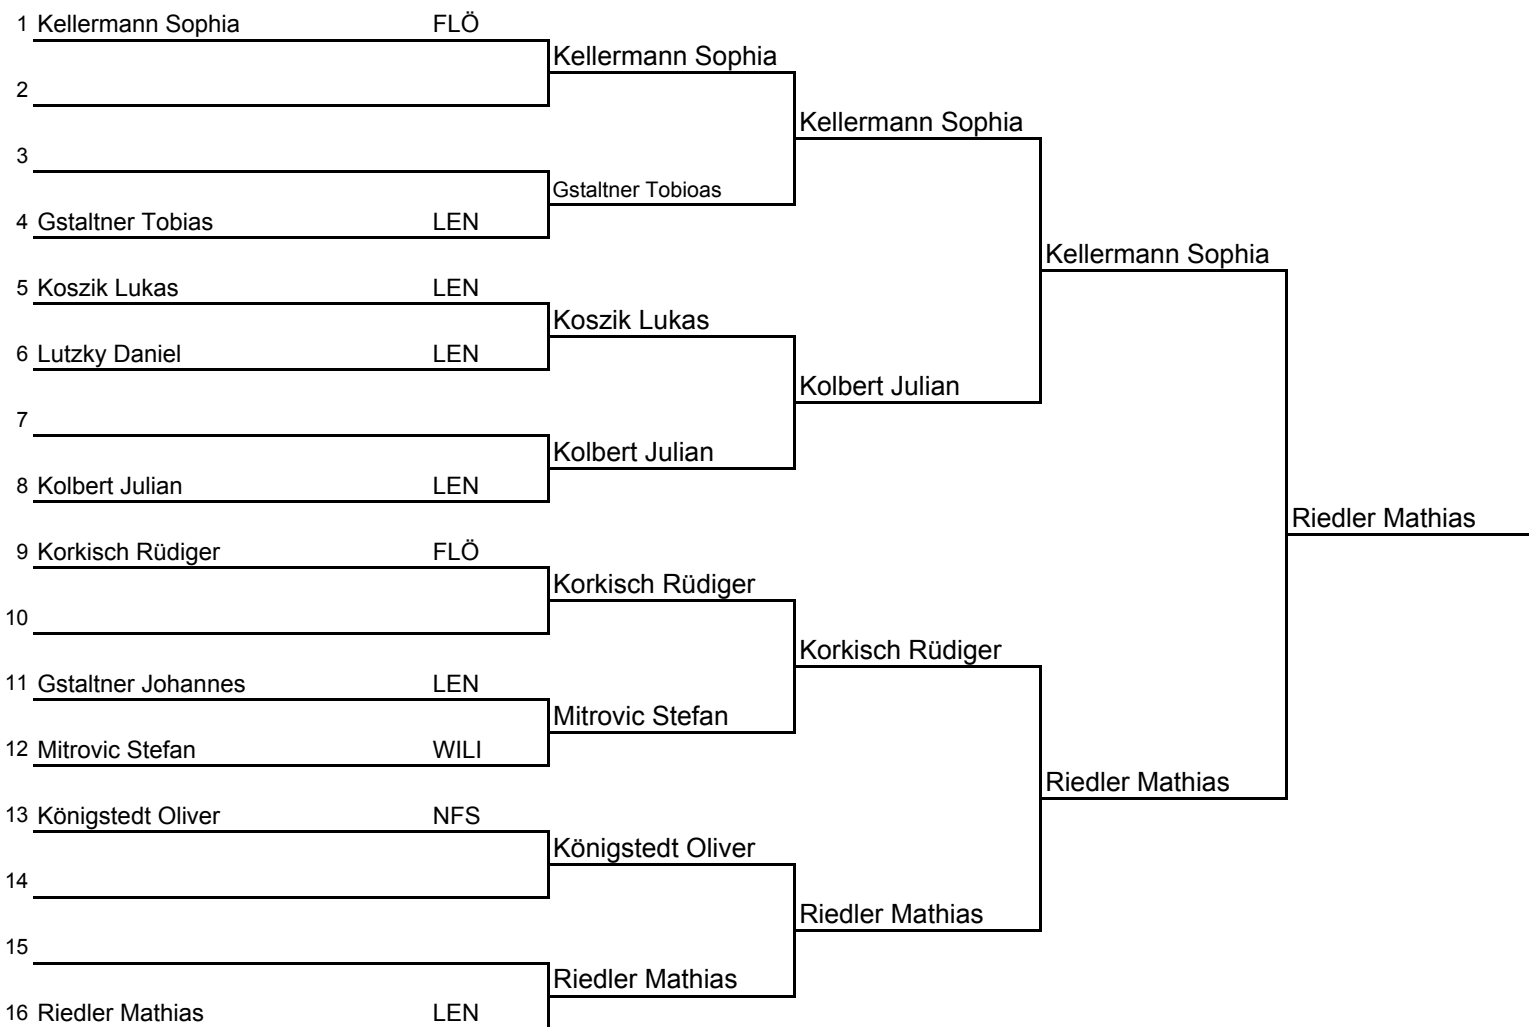 1 Kellermann Sophia FLÖ
Kellermann Sophia
2
Kellermann Sophia
3
Gstaltner Tobioas
4 Gstaltner Tobias LEN
Kellermann Sophia
5 Koszik Lukas LEN
Koszik Lukas
6 Lutzky Daniel LEN
Kolbert Julian
7
Kolbert Julian
8 Kolbert Julian LEN
Riedler Mathias
9 Korkisch Rüdiger FLÖ
Korkisch Rüdiger
10
Korkisch Rüdiger
11 Gstaltner Johannes LEN
Mitrovic Stefan
12 Mitrovic Stefan WILI
Riedler Mathias
13 Königstedt Oliver NFS
Königstedt Oliver
14
Riedler Mathias
15
Riedler Mathias
16 Riedler Mathias LEN